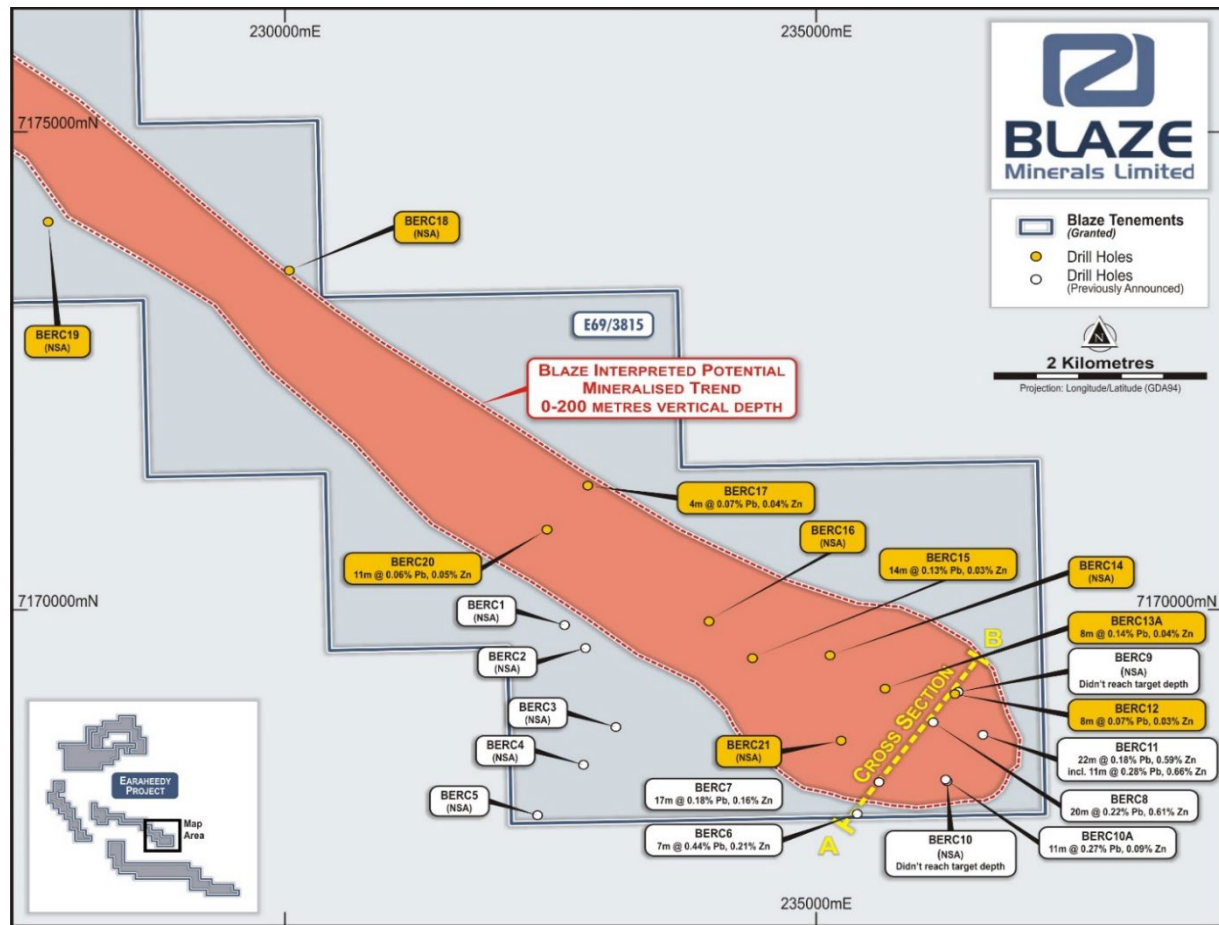 230000mE
235000mE
BLAZE
Minerals Limited
7175000mN
Blaze Tenements
(Granted)
Drill Holes
Drill Holes
(Previously Announced)
N
2 Kilometres
Projection: Longitude/Latitude (GDA94)
BERC18
(NSA)
BERC19
(NSA)
E69/3815
BLAZE INTERPRETED POTENTIAL
MINERALISED TREND
0-200 METRES VERTICAL DEPTH
BERC17
4m @ 0.07% Pb, 0.04% Zn
BERC16
(NSA)
BERC20
11m @ 0.06% Pb, 0.05% Zn
BERC15
14m @ 0.13% Pb, 0.03% Zn
BERC14
(NSA)
7170000mN
7170000mN
BERC1
(NSA)
BERC13A
8m @ 0.14% Pb, 0.04% Zn
B
BERC2
(NSA)
BERC9
(NSA)
Didn't reach target depth
BERC3
(NSA)
CROSS SECTION
BERC12
8m @ 0.07% Pb, 0.03% Zn
BERC4
(NSA)
BERC21
(NSA)
BERC11
22m @ 0.18% Pb, 0.59% Zn
incl. 11m @ 0.28% Pb, 0.66% Zn
BERC5
(NSA)
BERC7
17m @ 0.18% Pb, 0.16% Zn
BERC8
20m @ 0.22% Pb, 0.61% Zn
BERC6
7m @ 0.44% Pb, 0.21% Zn
A
BERC10
(NSA)
Didn't reach target depth
BERC10A
11m @ 0.27% Pb, 0.09% Zn
EARAHEEDY
PROJECT
Map
Area
235000mE